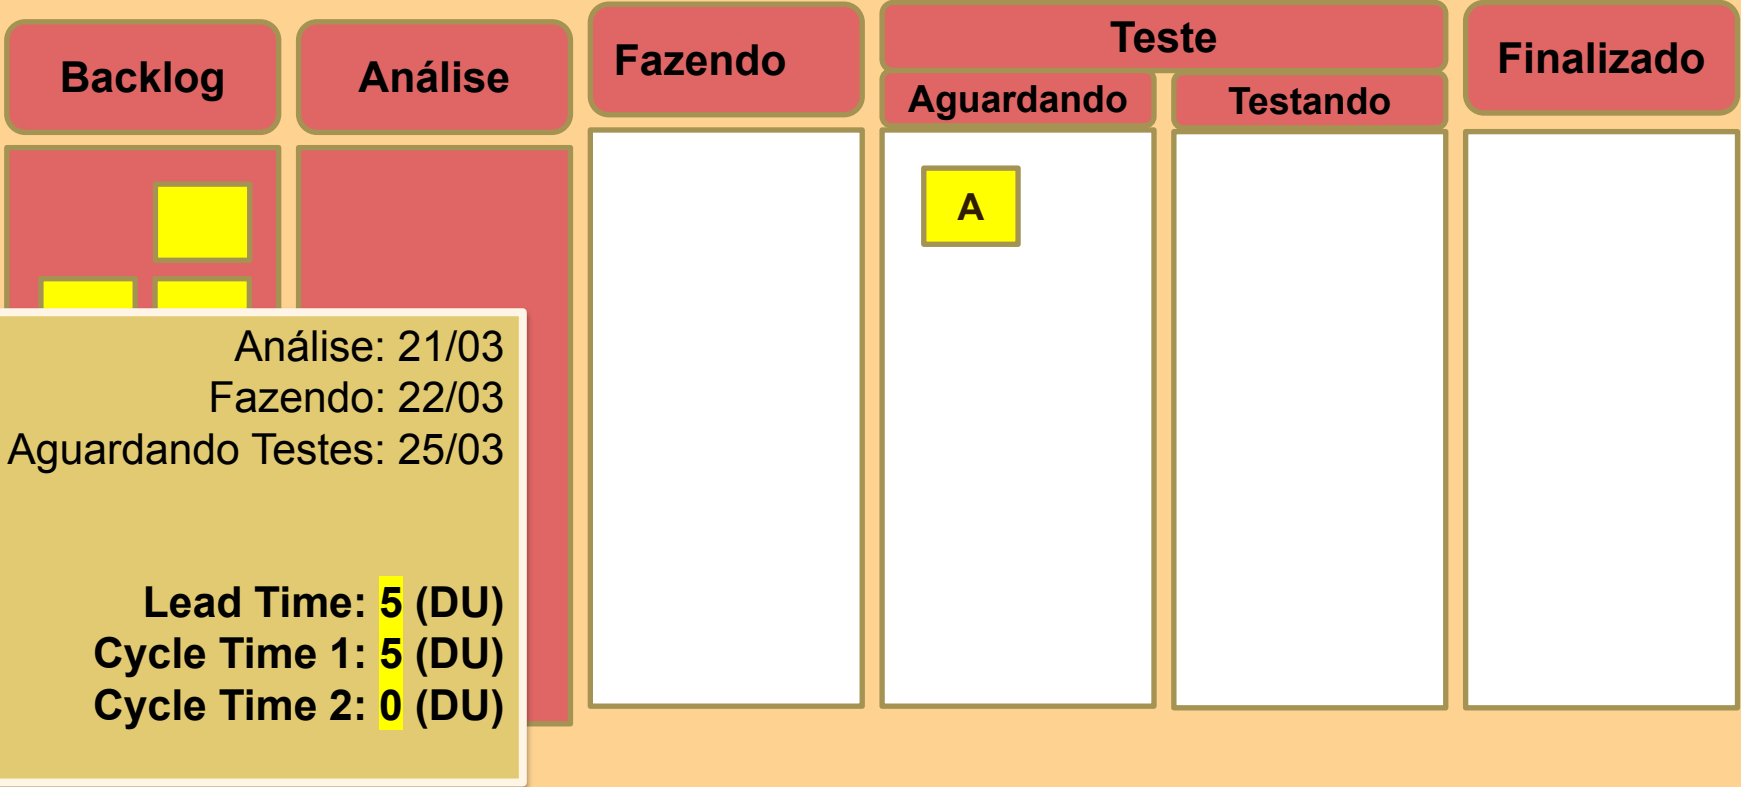 Backlog
Análise
Fazendo
Teste
Aguardando
Testando
Finalizado
A
Análise: 21/03
Fazendo: 22/03
Aguardando Testes: 25/03
Lead Time: 5 (DU)
Cycle Time 1: 5 (DU)
Cycle Time 2: 0 (DU)